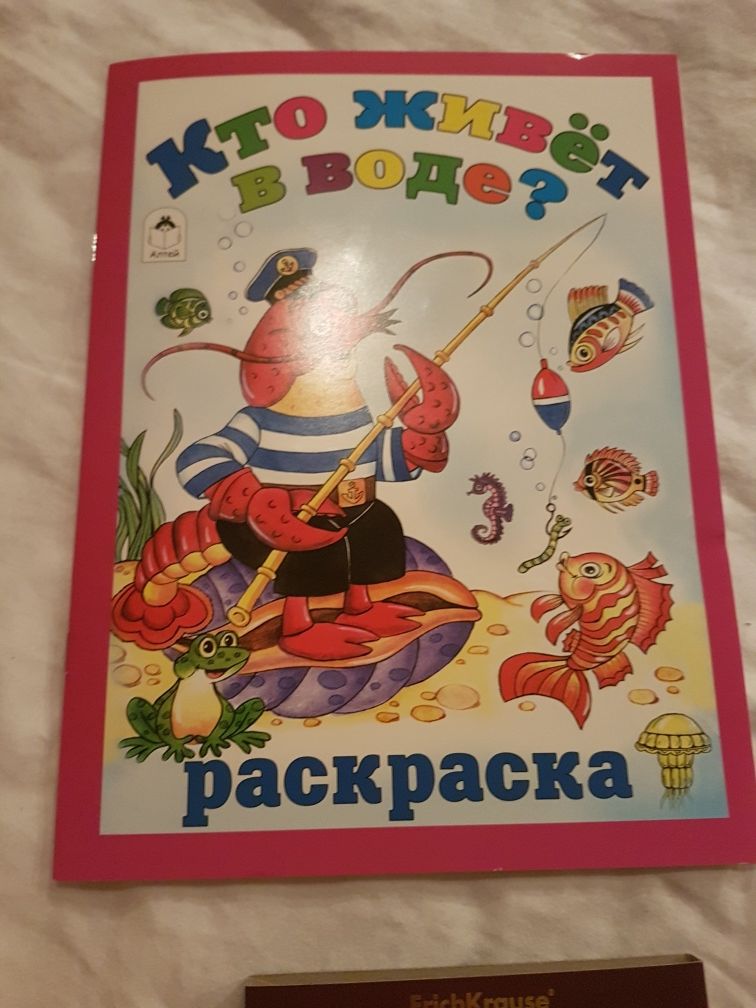 Кто живёт
в воде?
Алтей
раскраска
ErichKrause®